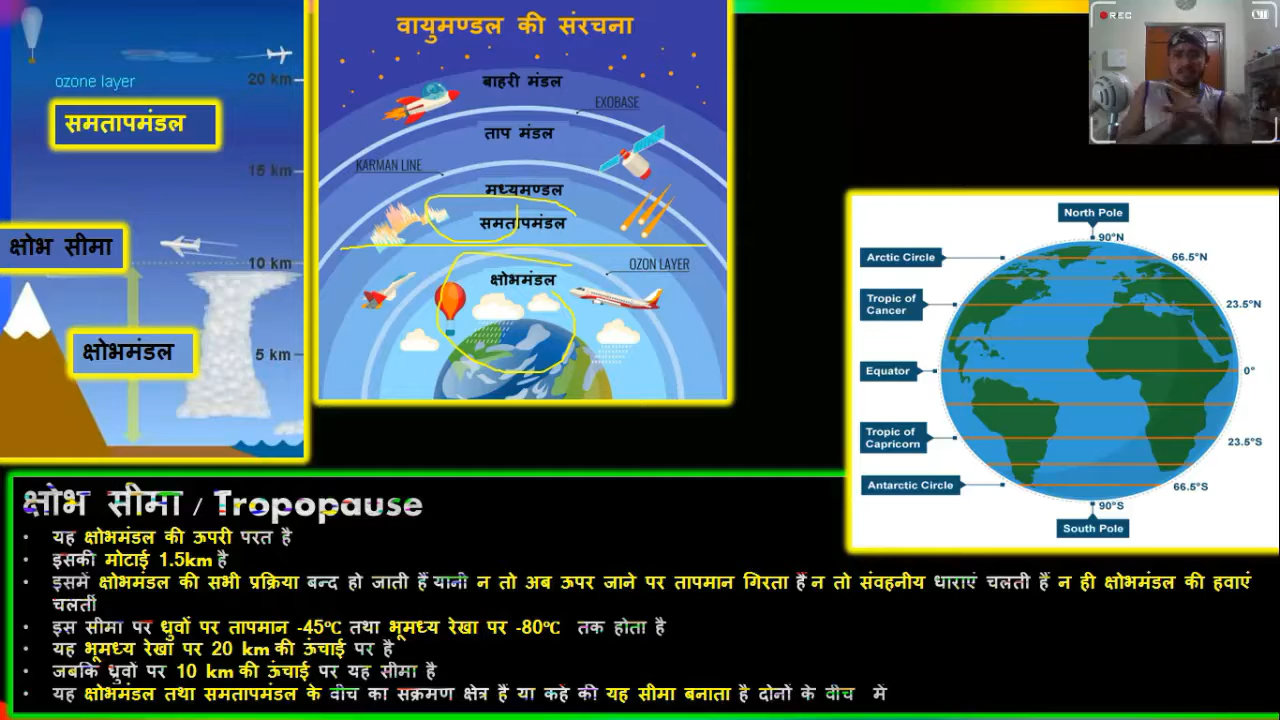 ozone layer
20 km
समतापमंडल
15 km
क्षोभ सीमा
10 km
क्षोभमंडल
5 km
वायुमण्डल की संरचना
बाहरी मंडल
EXOBASE
ताप मंडल
KARMAN LINE
मध्यमण्डल
समतापमंडल
OZON LAYER
क्षोभमंडल
REC
North Pole
90°N
Arctic Circle
66.5°N
Tropic of
Cancer
23.5°N
Equator
0°
Tropic of
Capricorn
23.5°S
Antarctic Circle
66.5°S
90°S
South Pole
क्षोभ सीमा / Tropopause
• यह क्षोभमंडल की ऊपरी परत है
• इसकी मोटाई 1.5km है
• इसमें क्षोभमंडल की सभी प्रक्रिया बन्द हो जाती हैं यानी न तो अब ऊपर जाने पर तापमान गिरता हैं न तो संवहनीय धाराएं चलती हैं न ही क्षोभमंडल की हवाएं
चलतीं
• इस सीमा पर ध्रुवों पर तापमान -45℃ तथा भूमध्य रेखा पर -80℃ तक होता है
• यह भूमध्य रेखा पर 20 km की ऊंचाई पर है
• जबकि ध्रुवों पर 10 km की ऊंचाई पर यह सीमा है
• यह क्षोभमंडल तथा समतापमंडल के बीच का सक्रमण क्षेत्र हैं या कहे की यह सीमा बनाता है दोनों के बीच में